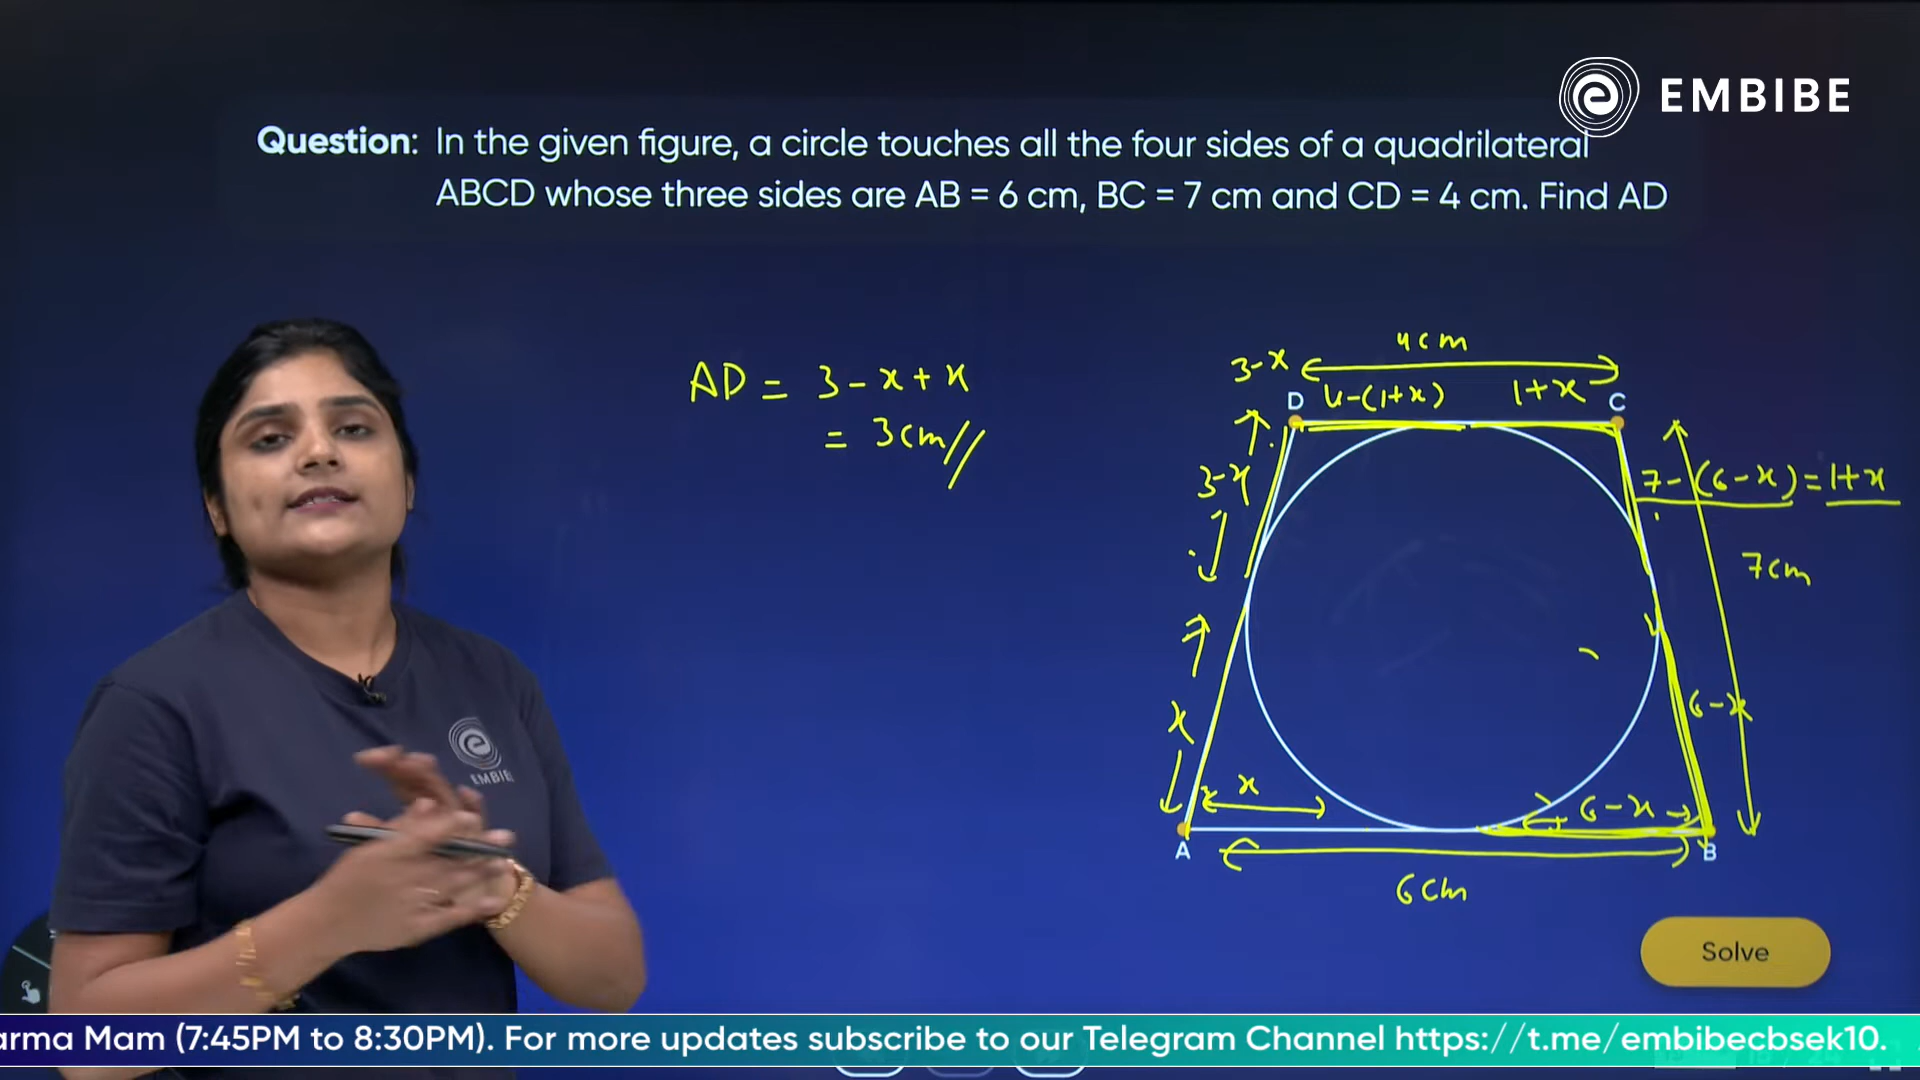 EMBIBE
Question: In the given figure, a circle touches all the four sides of a quadrilateral
ABCD whose three sides are AB = 6 cm, BC = 7 cm and CD = 4 cm. Find AD
AD = 3 - x + x
= 3cm//
4cm
3-x
D
4-(1+x)
1+x
C
3-x
7-(6-x) = 1+x
7cm
x
6-x
x
6-x
A
B
6cm
EMBIBE
Solve
arma Mam (7:45PM to 8:30PM). For more updates subscribe to our Telegram Channel https://t.me/embibecbsek10.